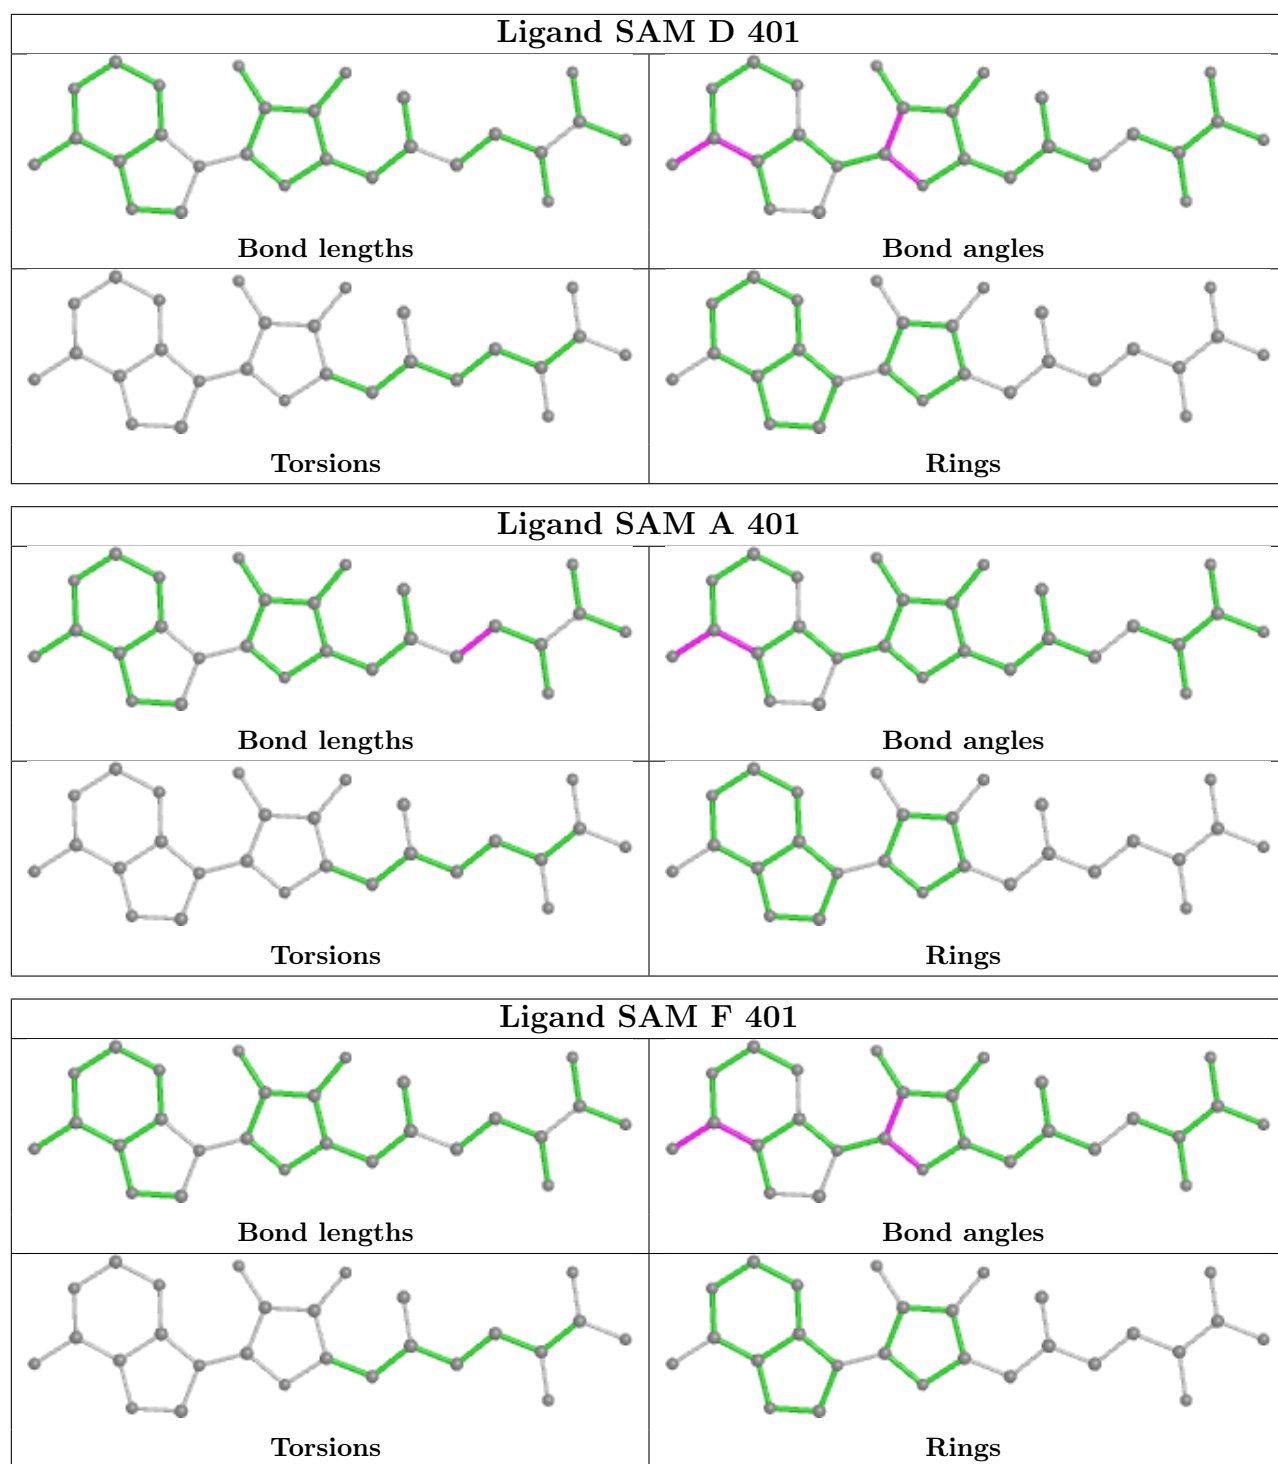 Ligand SAM D 401
Bond lengths
Bond angles
Torsions
Rings
Ligand SAM A 401
Bond lengths
Bond angles
Torsions
Rings
Ligand SAM F 401
Bond lengths
Bond angles
Torsions
Rings